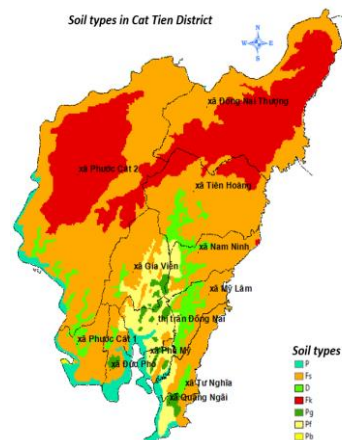 Soil types in Cat Tien District
N
W E
S
xã Đồng Nai Thượng
xã Phước Cát 2
xã Tiên Hoàng
xã Nam Ninh
xã Gia Viễn
xã Mỹ Lâm
thị trấn Đồng Nai
xã Phước Cát 1
xã Phù Mỹ
xã Đức Phổ
xã Tư Nghĩa
xã Quảng Ngãi
Soil types
P
Fs
D
Fk
Pg
Pf
Pb